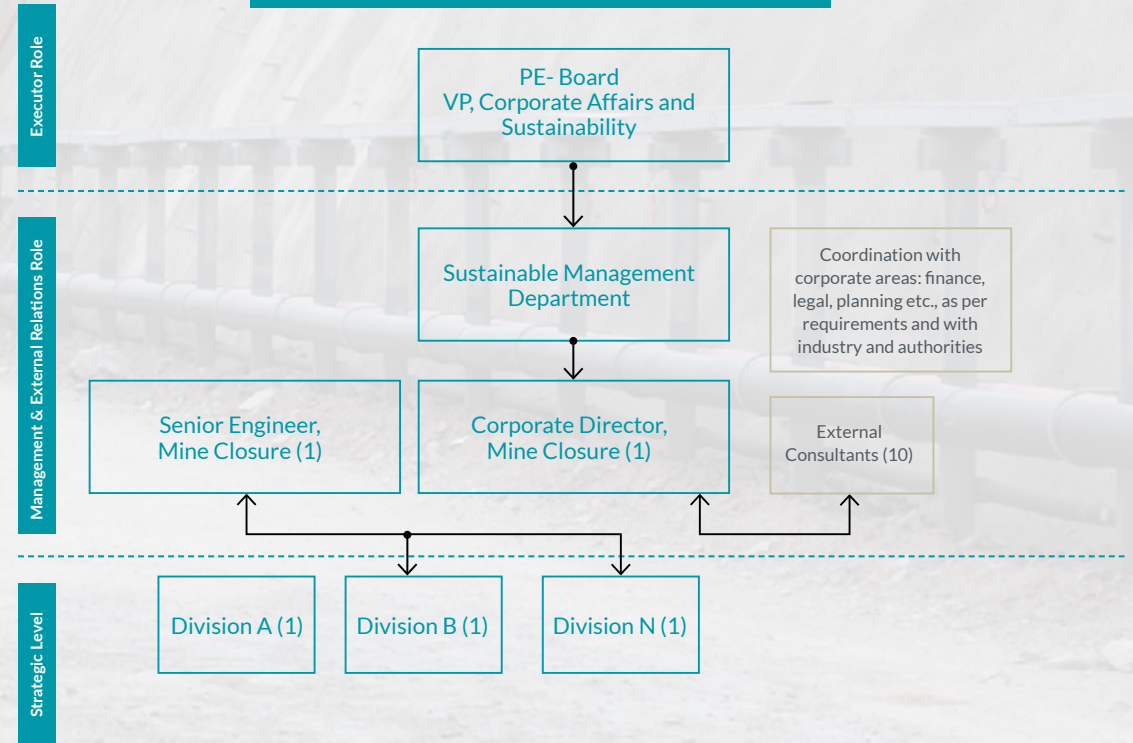 Executor Role
PE- Board
VP, Corporate Affairs and
Sustainability
Management & External Relations Role
Sustainable Management
Department
Coordination with
corporate areas: finance,
legal, planning etc., as per
requirements and with
industry and authorities
Senior Engineer,
Mine Closure (1)
Corporate Director,
Mine Closure (1)
External
Consultants (10)
Strategic Level
Division A (1)
Division B (1)
Division N (1)